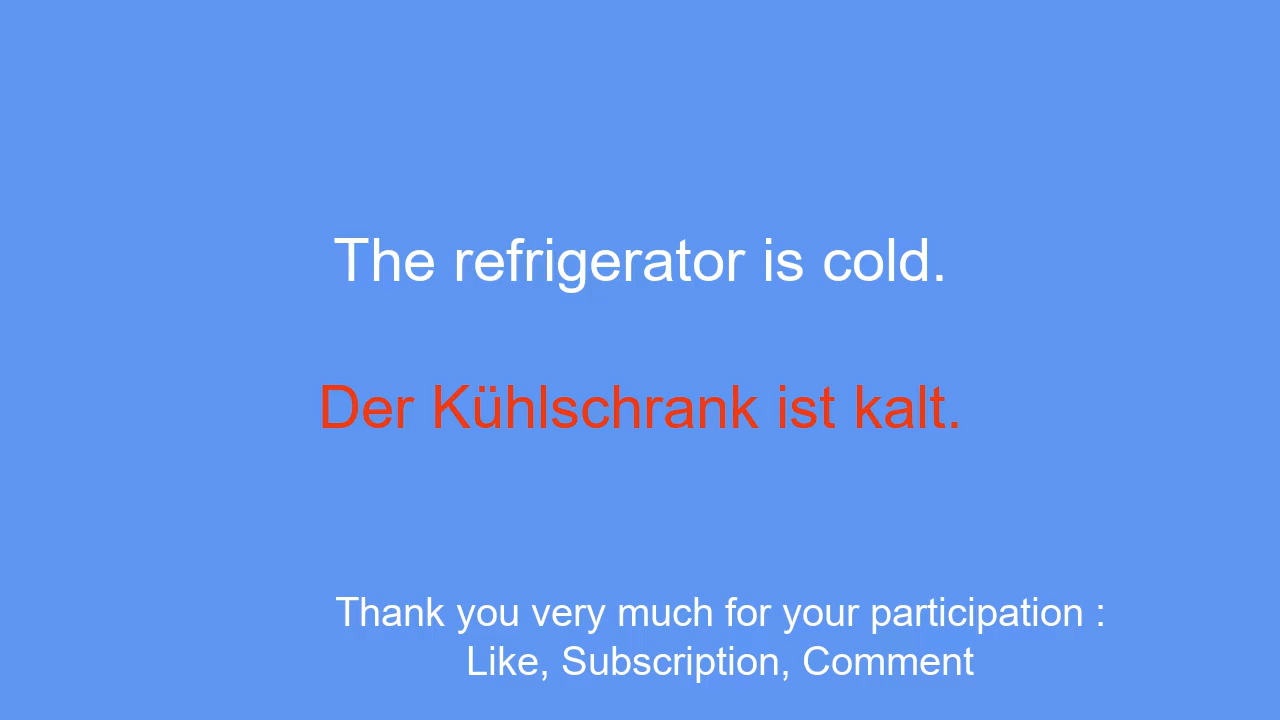 The refrigerator is cold.
Der Kühlschrank ist kalt.
Thank you very much for your participation :
Like, Subscription, Comment